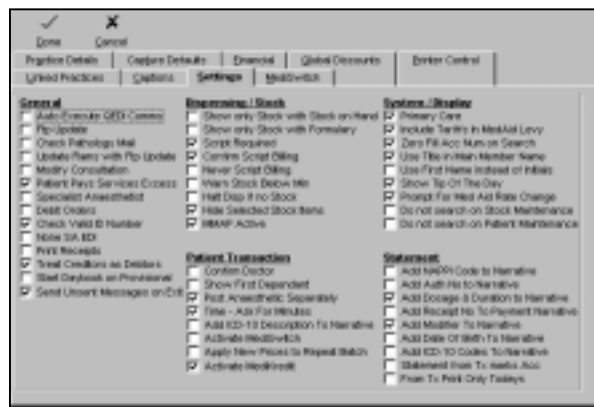 Done Cancel
Practice Details Capture Defaults Financial Global Discounts Printer Control
Linked Practices Captions Settings MediSwitch
General
Auto Execute QEDI Comms
Ftp Update
Check Pathology Mail
Update Items with Ftp Update
Modify Consultation
Patient Pays Services Excess
Specialist Anaesthetist
Debit Orders
Check Valid ID Number
None SA EDI
Print Receipts
Treat Creditors as Debtors
Start Daybook on Provisional
Send Unsent Messages on Exit
Dispensing / Stock
Show only Stock with Stock on Hand
Show only Stock with Formulary
Script Required
Confirm Script Billing
Never Script Billing
Warn Stock Below Min
Halt Disp if no Stock
Hide Selected Stock Items
MMAP Active
Patient Transaction
Confirm Doctor
Show First Dependant
Post Anaesthetic Seperately
Time - Ask For Minutes
Add ICD-10 Description To Narrative
Activate MediSwitch
Apply New Prices to Repeat Batch
Activate MediKredit
System / Display
Primary Care
Include Tariffs in MedAid Levy
Zero Fill Acc Num on Search
Use Title in Main Member Name
Use First Name instead of Initials
Show Tip Of The Day
Prompt For Med Aid Rate Change
Do not search on Stock Maintenance
Do not search on Patient Maintenance
Statement
Add NAPPI Code to Narrative
Add Auth No to Narrative
Add Dosage & Duration to Narrative
Add Receipt No To Payment Narrative
Add Modifier To Narrative
Add Date Of Birth To Narrative
Add ICD-10 Codes To Narrative
Statement from Tx marks Acc
From Tx Print Only Todays